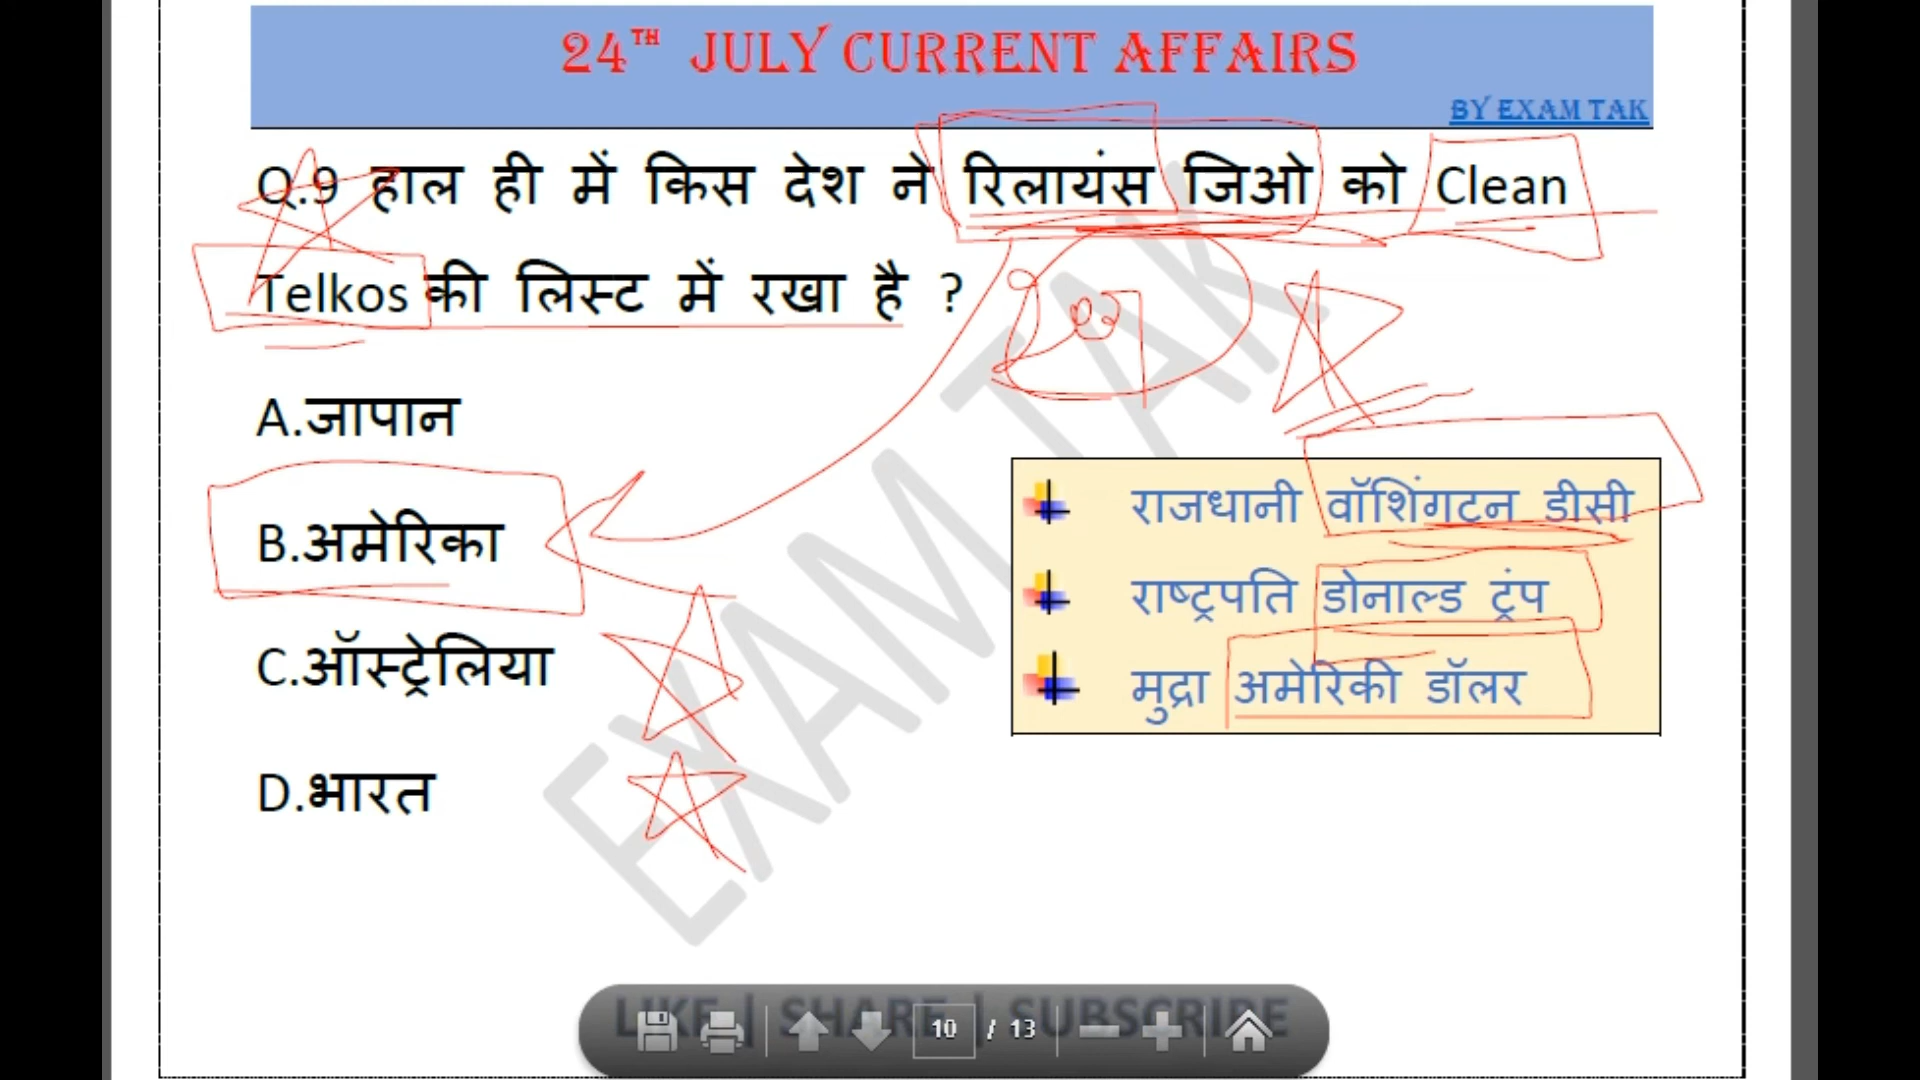 24TH JULY CURRENT AFFAIRS
BY EXAM TAK
Q.9 हाल ही में किस देश ने रिलायंस जिओ को Clean
Telkos की लिस्ट में रखा है ?
A.जापान
B.अमेरिका
C.ऑस्ट्रेलिया
D.भारत
राजधानी वॉशिंगटन डीसी
राष्ट्रपति डोनाल्ड ट्रंप
मुद्रा अमेरिकी डॉलर
EXAM TAK
LIKE | SHARE | SUBSCRIBE
10 / 13